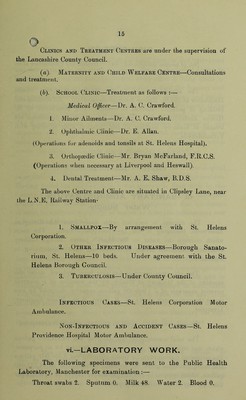 15
Clinics and Treatment Centres are under the supervision of
the Lancashire County Council.
(a). Maternity and Child Welfare Centre—Consultations
and treatment.
(b). School Clinic—Treatment as follows :—
Medical Officer—Dr. A. C. Crawford.
1. Minor Ailments—Dr. A. C. Crawford.
2. Ophthalmic Clinic—Dr. E. Allan.
(Operations for adenoids and tonsils at St. Helens Hospital).
3. Orthopædic Clinic—Mr. Bryan McFarland, F.R.C.S.
(Operations when necessary at Liverpool and Heswall).
4. Dental Treatment—Mr. A. E. Shaw, B.D.S.
The above Centre and Clinic are situated in Clipsley Lane, near
the L.N.E. Railway Station·
1. Smallpox—By arrangement with St. Helens
Corporation.
2. Other Infectious Diseases—Borough Sanato-
rium, St. Helens—10 beds. Under agreement with the St.
Helens Borough Council.
3. Tuberculosis—Under County Council.
Infectious Cases—St. Helens Corporation Motor
Ambulance.
Non-Infectious and Accident Cases—St. Helens
Providence Hospital Motor Ambulance.
vi.—LABORATORY WORK.
The following specimens were sent to the Public Health
Laboratory, Manchester for examination :—
Throat swabs 2. Sputum 0. Milk 48. Water 2. Blood 0.